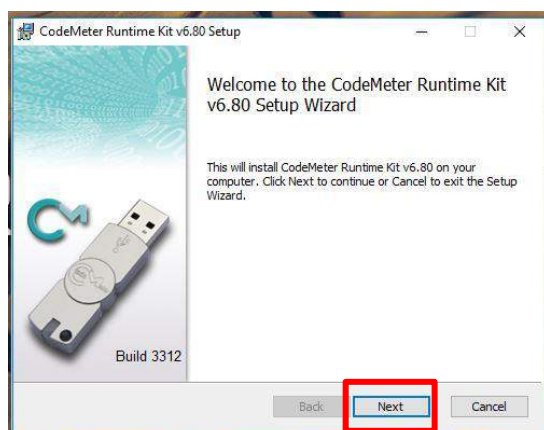 CodeMeter Runtime Kit v6.80 Setup
Welcome to the CodeMeter Runtime Kit
v6.80 Setup Wizard
This will install CodeMeter Runtime Kit v6.80 on your
computer. Click Next to continue or Cancel to exit the Setup
Wizard.
Build 3312
Back
Next
Cancel